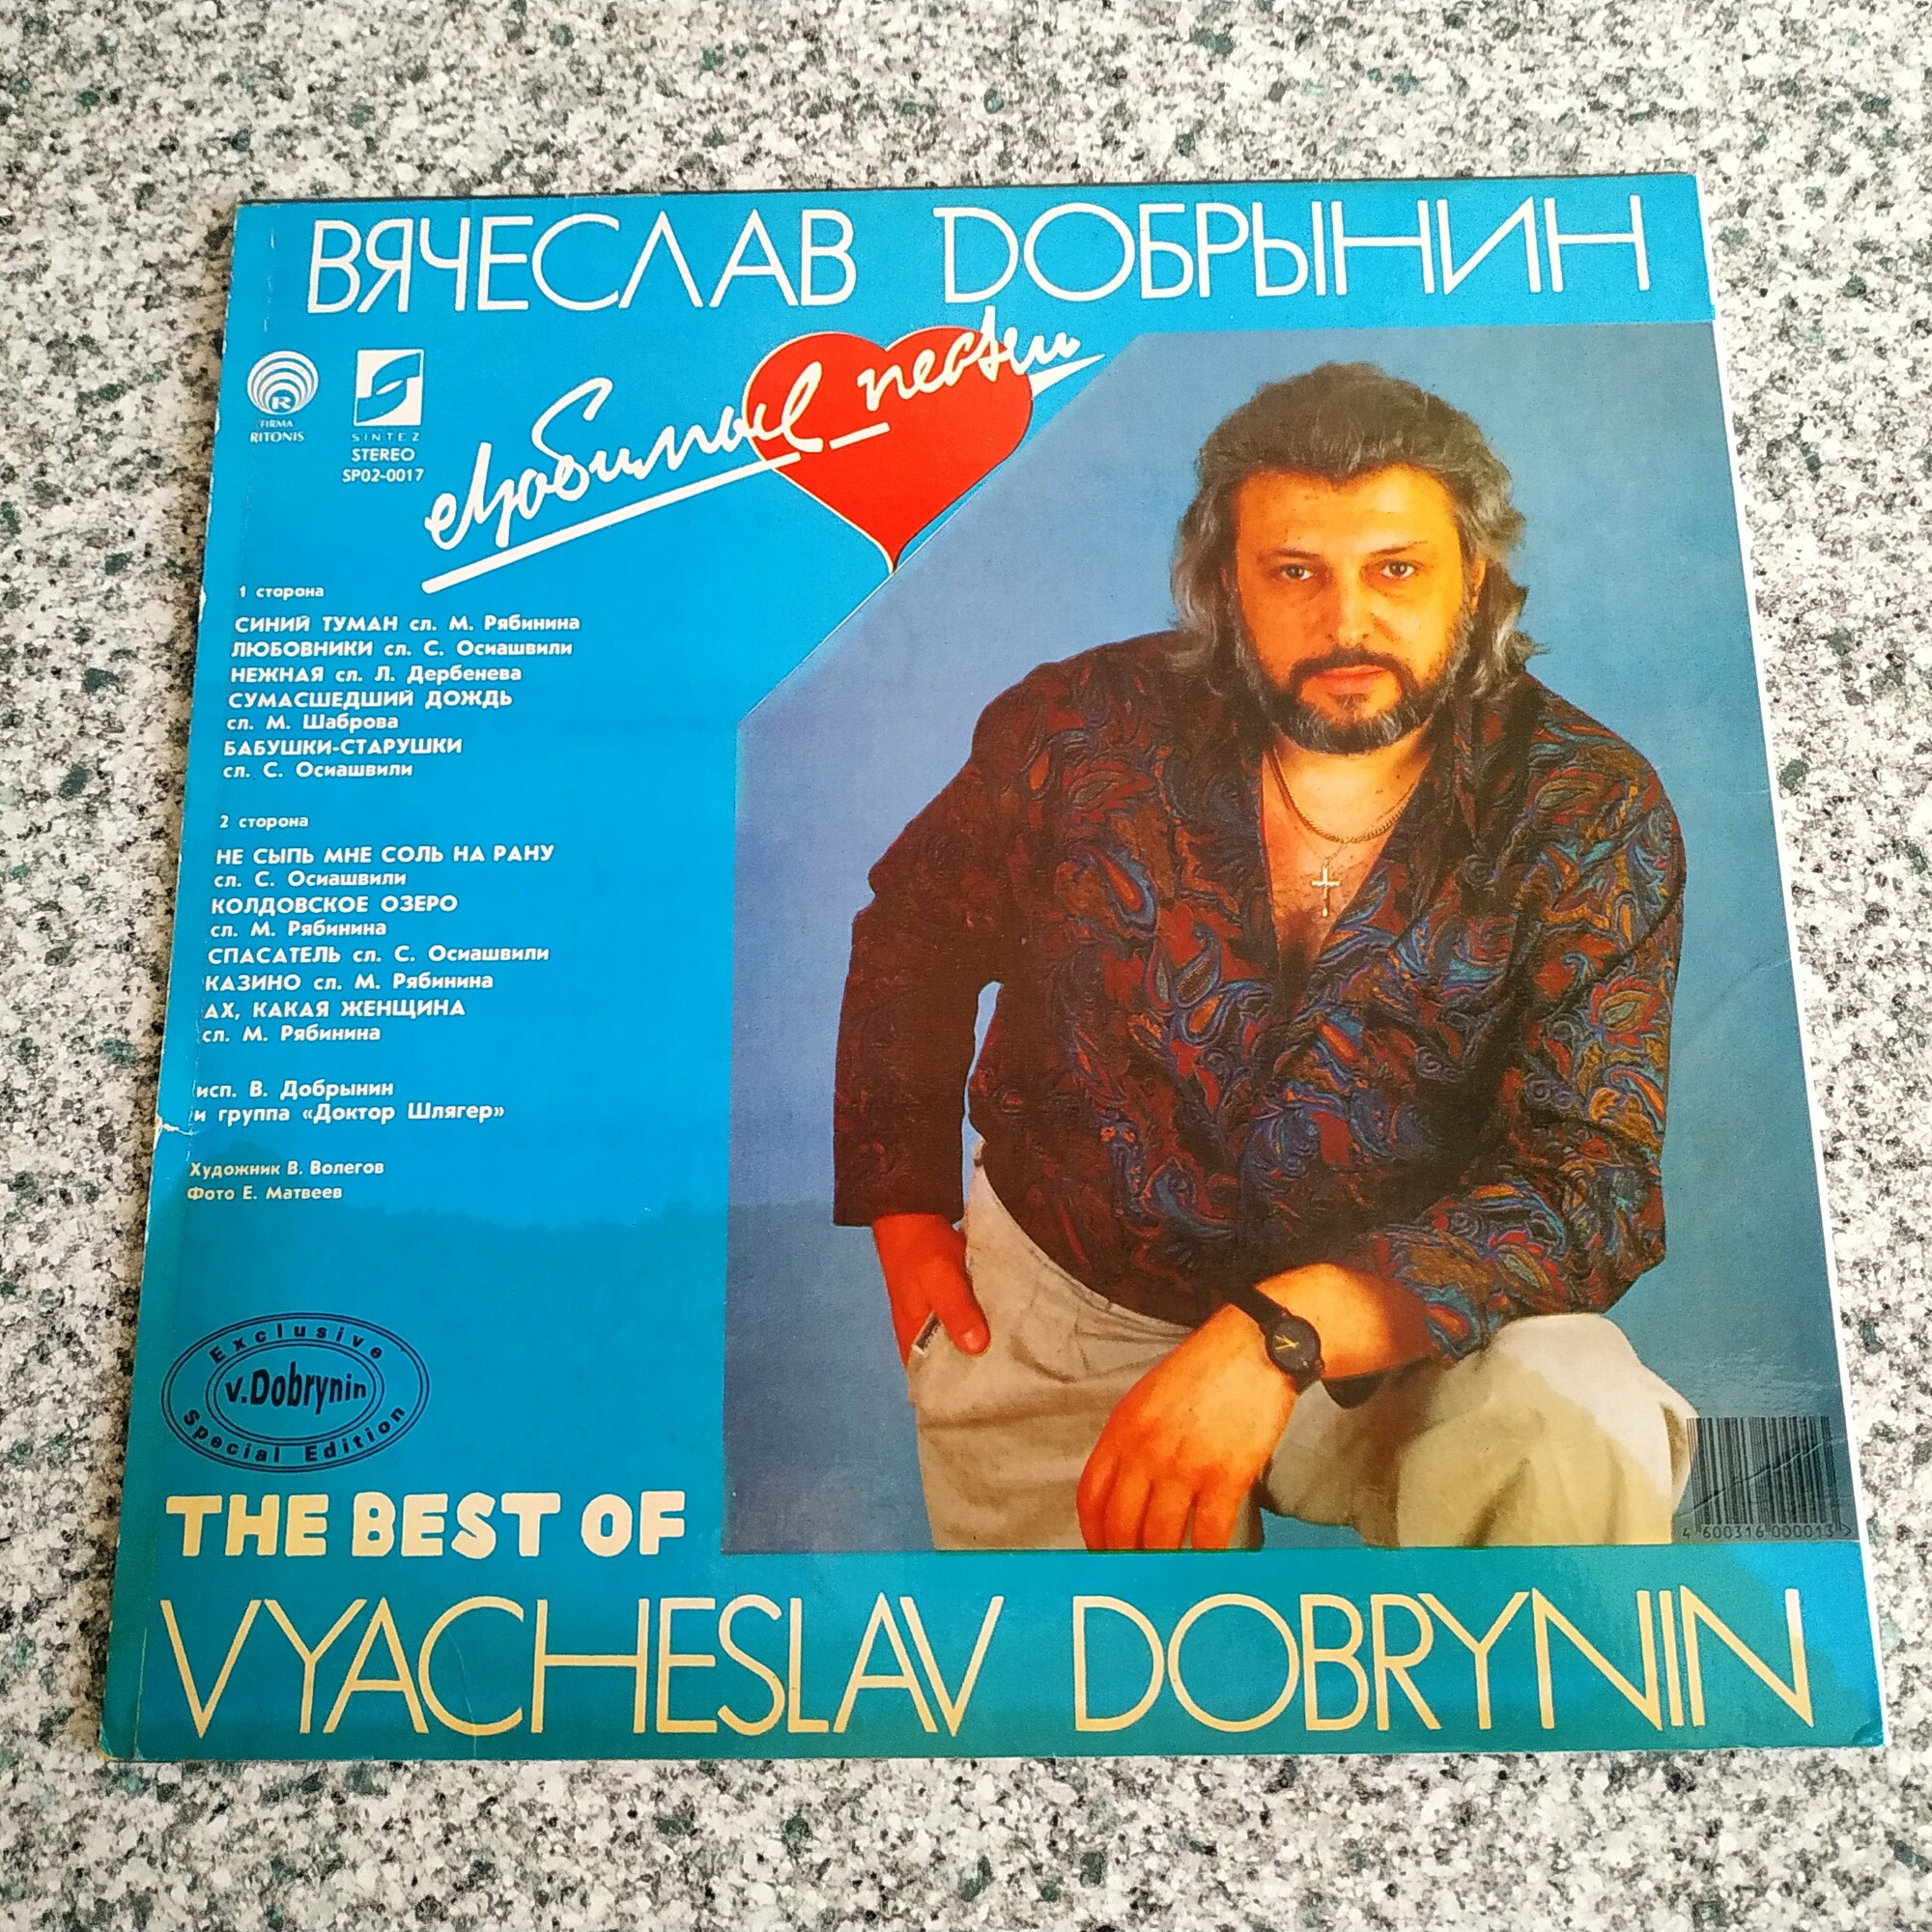 ВЯЧЕСЛАВ ДОБРЫНИН
Любимые песни
R
FIRMA
RITONIS
SINTEZ
STEREO
SP02-0017
1 сторона
СИНИЙ ТУМАН сл. М. Рябинина
ЛЮБОВНИКИ сл. С. Осиашвили
НЕЖНАЯ сл. Л. Дербенева
СУМАСШЕДШИЙ ДОЖДЬ
сл. М. Шаброва
БАБУШКИ-СТАРУШКИ
сл. С. Осиашвили
2 сторона
НЕ СЫПЬ МНЕ СОЛЬ НА РАНУ
сл. С. Осиашвили
КОЛДОВСКОЕ ОЗЕРО
сл. М. Рябинина
СПАСАТЕЛЬ сл. С. Осиашвили
КАЗИНО сл. М. Рябинина
АХ, КАКАЯ ЖЕНЩИНА
сл. М. Рябинина
исп. В. Добрынин
и группа «Доктор Шлягер»
Художник В. Волегов
Фото Е. Матвеев
Exclusive
V.Dobrynin
Special Edition
4 600316 000013 >
THE BEST OF
VYACHESLAV DOBRYNIN